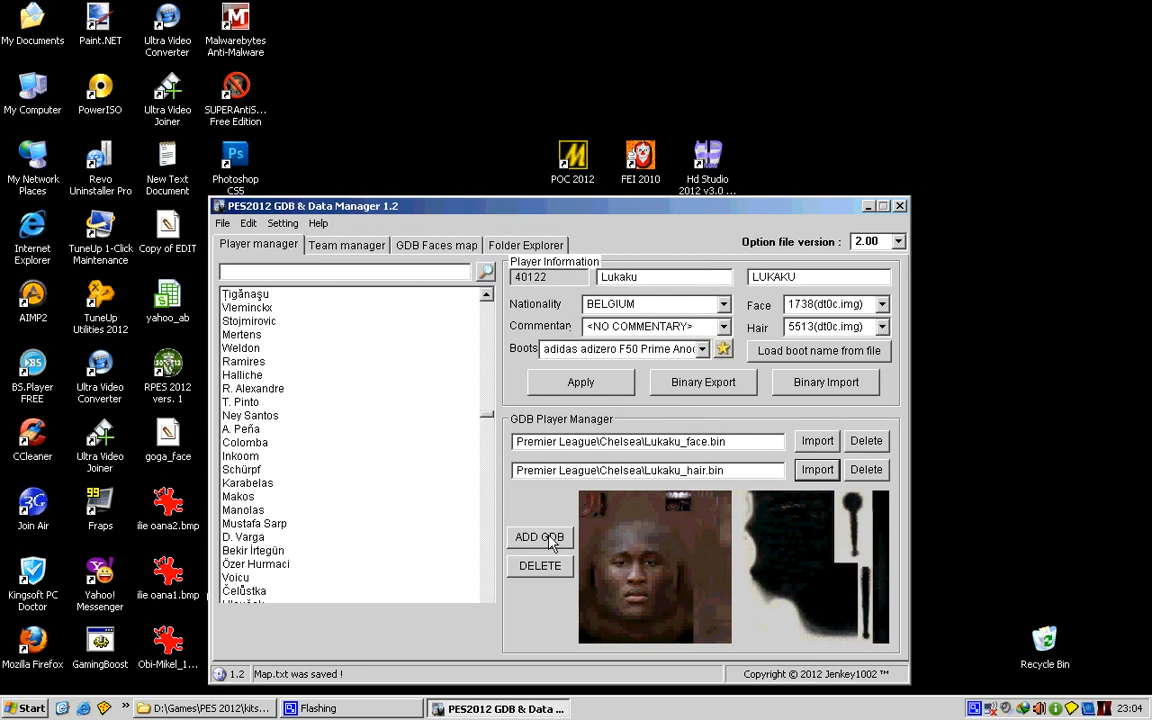 My Documents
Paint.NET
Ultra Video
Converter
Malwarebytes
Anti-Malware
My Computer
PowerISO
Ultra Video
Joiner
SUPERAntiS...
Free Edition
My Network
Places
Revo
Uninstaller Pro
New Text
Document
Photoshop
CS5
POC 2012
FEI 2010
Hd Studio
2012 v3.0 ...
Internet
Explorer
TuneUp 1-Click
Maintenance
Copy of EDIT
AIMP2
TuneUp
Utilities 2012
yahoo_ab
BS.Player
FREE
Ultra Video
Converter
RPES 2012
vers. 1
CCleaner
Ultra Video
Joiner
goga_face
Join Air
Fraps
ilie oana2.bmp
Kingsoft PC
Doctor
Yahoo!
Messenger
ilie oana1.bmp
Mozilla Firefox
GamingBoost
Obi-Mikel_1...
Recycle Bin
PES2012 GDB & Data Manager 1.2
File Edit Setting Help
Player manager Team manager GDB Faces map Folder Explorer
Option file version : 2.00
Țigănașu
Vleminckx
Stojmirovic
Mertens
Weldon
Ramires
Halliche
R. Alexandre
T. Pinto
Ney Santos
A. Peña
Colomba
Inkoom
Schürpf
Karabelas
Makos
Manolas
Mustafa Sarp
D. Varga
Bekir İrtegün
Özer Hurmaci
Voicu
Čelůstka
Player Information
40122 Lukaku LUKAKU
Nationality BELGIUM Face 1738(dt0c.img)
Commentary <NO COMMENTARY> Hair 5513(dt0c.img)
Boots adidas adizero F50 Prime Anod Load boot name from file
Apply Binary Export Binary Import
GDB Player Manager
Premier League\Chelsea\Lukaku_face.bin Import Delete
Premier League\Chelsea\Lukaku_hair.bin Import Delete
ADD GDB
DELETE
1.2 Map.txt was saved ! Copyright © 2012 Jenkey1002 ™
Start D:\Games\PES 2012\kits... Flashing PES2012 GDB & Data ... 23:04